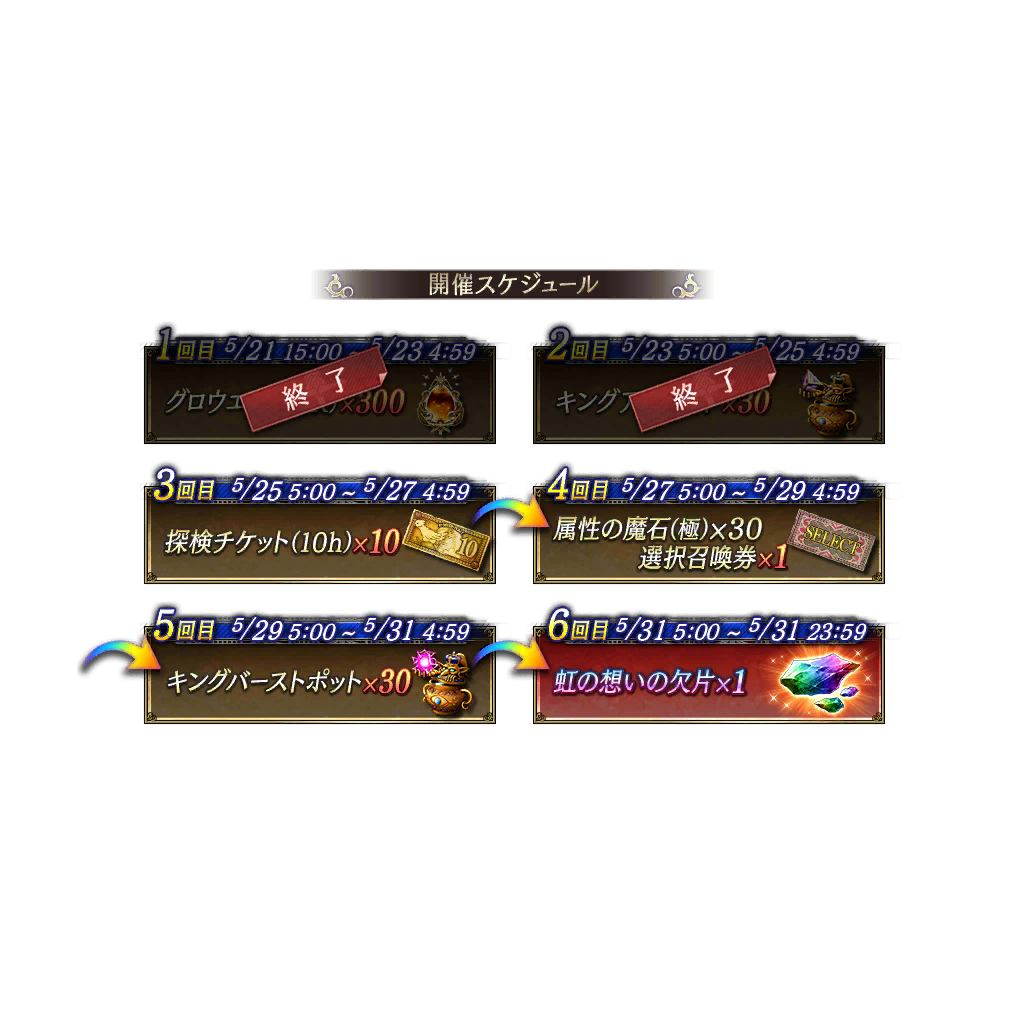 開催スケジュール
1回目 5/21 15:00 ~ 5/23 4:59
グロウエ
×300
終了
2回目 5/23 5:00 ~ 5/25 4:59
キング
×30
終了
3回目 5/25 5:00 ~ 5/27 4:59
探検チケット(10h)×10
10
4回目 5/27 5:00 ~ 5/29 4:59
属性の魔石(極)×30
選択召喚券×1
SELECT
5回目 5/29 5:00 ~ 5/31 4:59
キングバーストポット×30
6回目 5/31 5:00 ~ 5/31 23:59
虹の想いの欠片×1